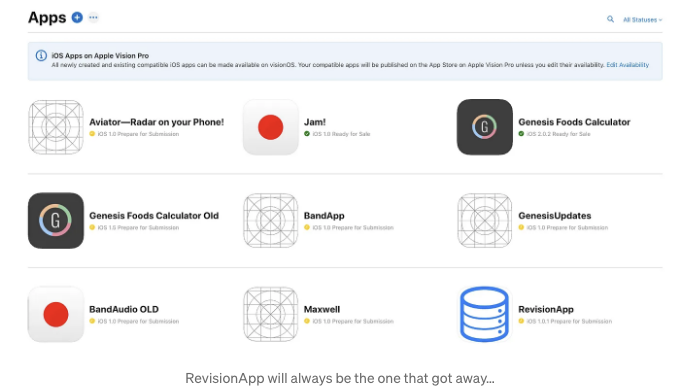 Apps
All Statuses
iOS Apps on Apple Vision Pro
All newly created and existing compatible iOS apps can be made available on visionOS. Your compatible apps will be published on the App Store on Apple Vision Pro unless you edit their availability. Edit Availability
Aviator—Radar on your Phone!
iOS 1.0 Prepare for Submission
Jam!
iOS 1.0 Ready for Sale
G
Genesis Foods Calculator
iOS 2.0.2 Ready for Sale
G
Genesis Foods Calculator Old
iOS 1.0 Prepare for Submission
BandApp
iOS 1.0 Prepare for Submission
GenesisUpdates
iOS 1.0 Prepare for Submission
BandAudio OLD
iOS 1.0 Prepare for Submission
Maxwell
iOS 1.0 Prepare for Submission
RevisionApp
iOS 1.0.1 Prepare for Submission
RevisionApp will always be the one that got away...